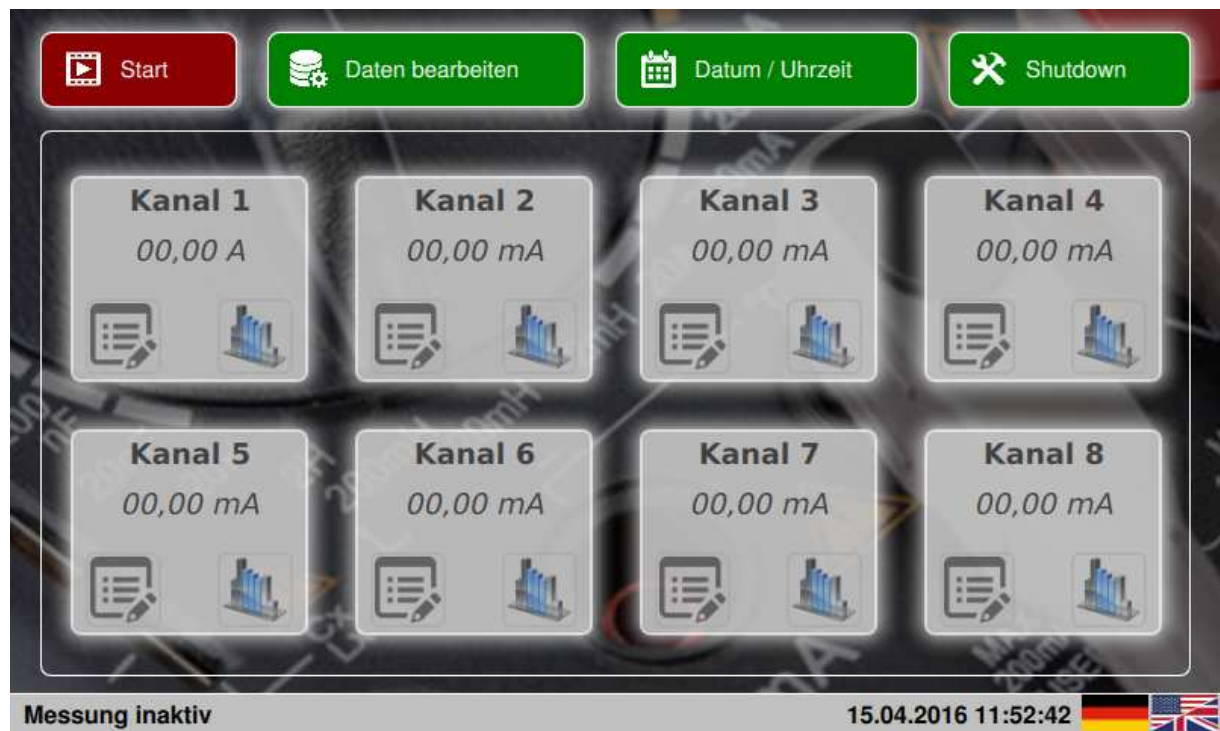 Start
Daten bearbeiten
Datum / Uhrzeit
Shutdown
Kanal 1
00,00 A
Kanal 2
00,00 mA
Kanal 3
00,00 mA
Kanal 4
00,00 mA
Kanal 5
00,00 mA
Kanal 6
00,00 mA
Kanal 7
00,00 mA
Kanal 8
00,00 mA
Messung inaktiv
15.04.2016 11:52:42